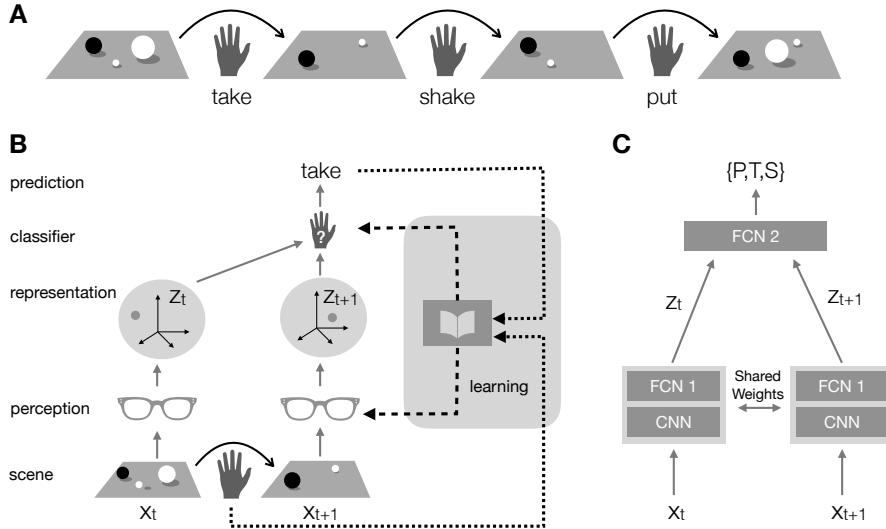 A
take
shake
put
B
prediction
take
classifier
?
representation
Zt
Zt+1
learning
perception
scene
Xt
Xt+1
C
{P,T,S}
FCN 2
Zt
Zt+1
FCN 1
Shared
Weights
FCN 1
CNN
CNN
Xt
Xt+1